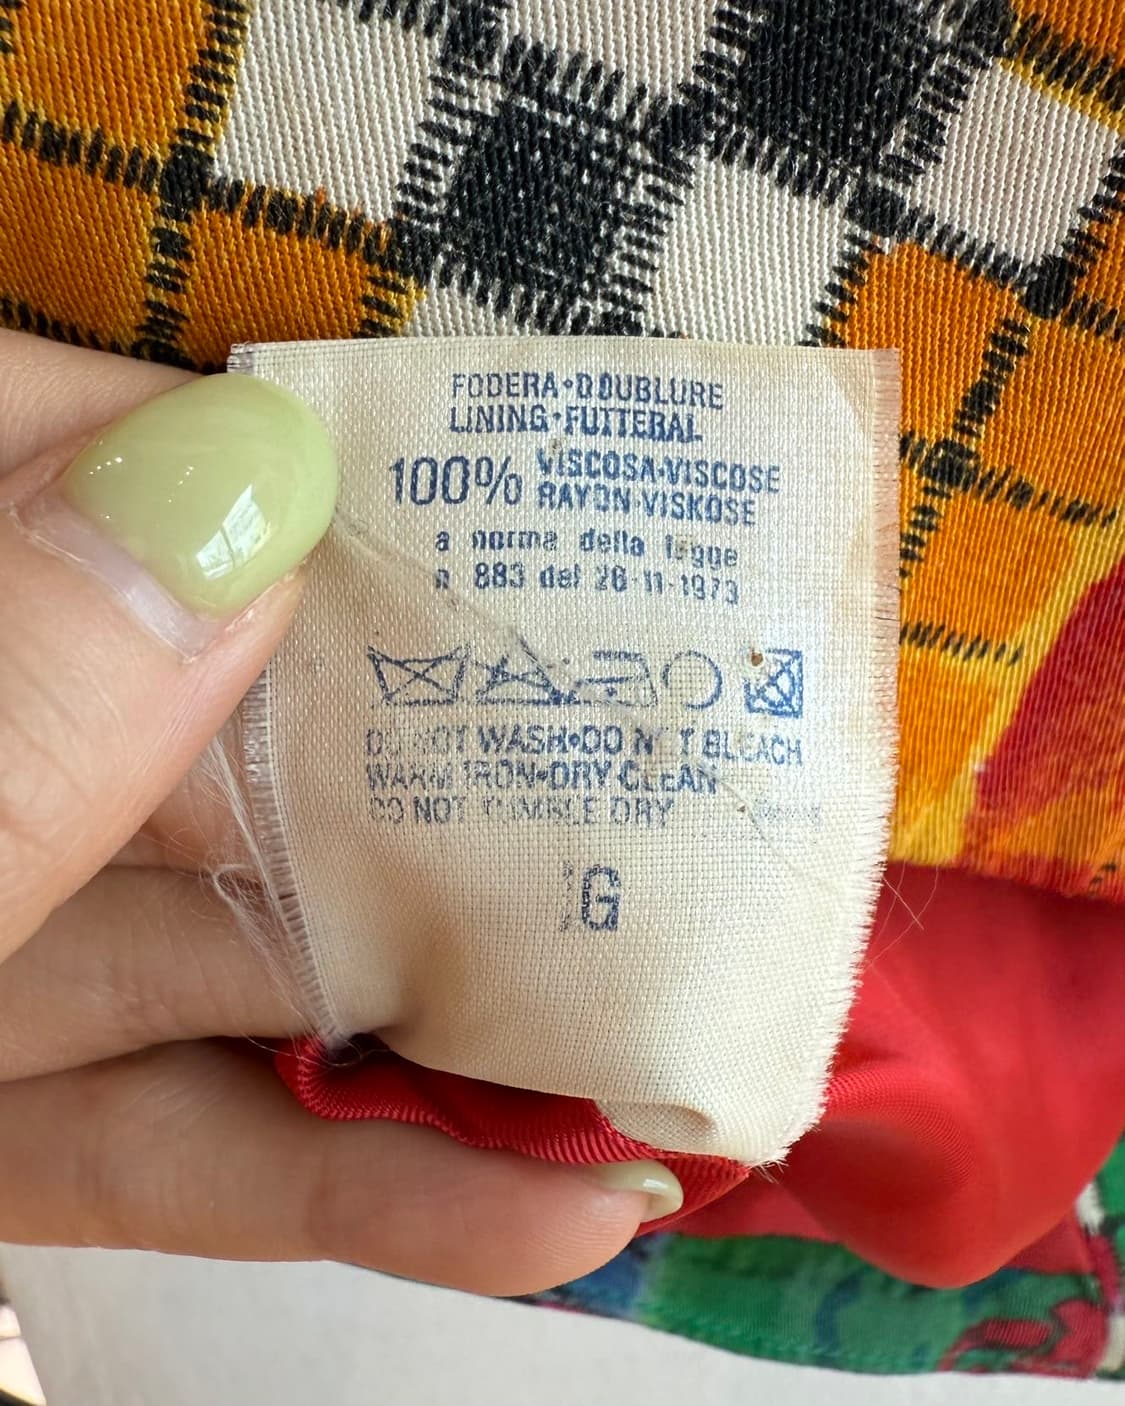 FODERA•DOUBLURE
LINING•FUTTERAL
100% VISCOSA•VISCOSE
RAYON•VISKOSE
a norma della legge
n 883 del 26-11-1973
DO NOT WASH•DO NOT BLEACH
WARM IRON•DRY CLEAN
DO NOT TUMBLE DRY
G